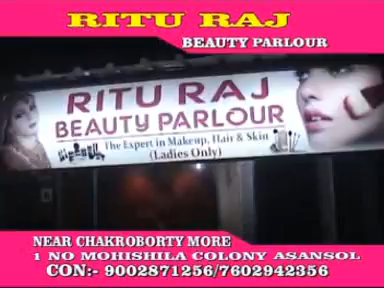 RITU RAJ
BEAUTY PARLOUR
RITU RAJ
BEAUTY PARLOUR
The Expert in Makeup, Hair & Skin
(Ladies Only)
NEAR CHAKROBORTY MORE
1 NO MOHISHILA COLONY ASANSOL
CON:- 9002871256/7602942356